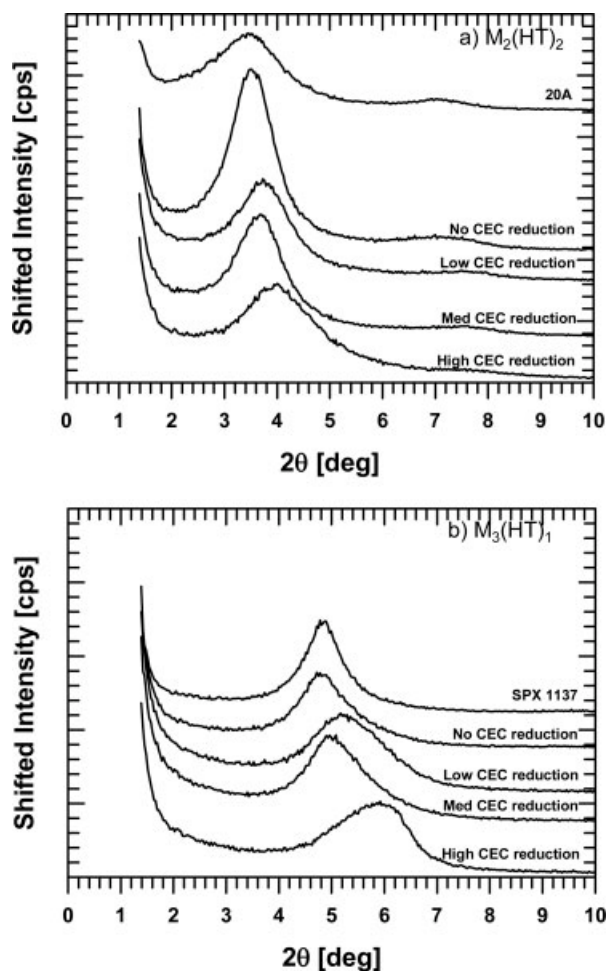 a) M₂(HT)₂
20A
No CEC reduction
Low CEC reduction
Med CEC reduction
High CEC reduction
Shifted Intensity [cps]
0 1 2 3 4 5 6 7 8 9 10
2θ [deg]
b) M₃(HT)₁
SPX 1137
No CEC reduction
Low CEC reduction
Med CEC reduction
High CEC reduction
Shifted Intensity [cps]
0 1 2 3 4 5 6 7 8 9 10
2θ [deg]